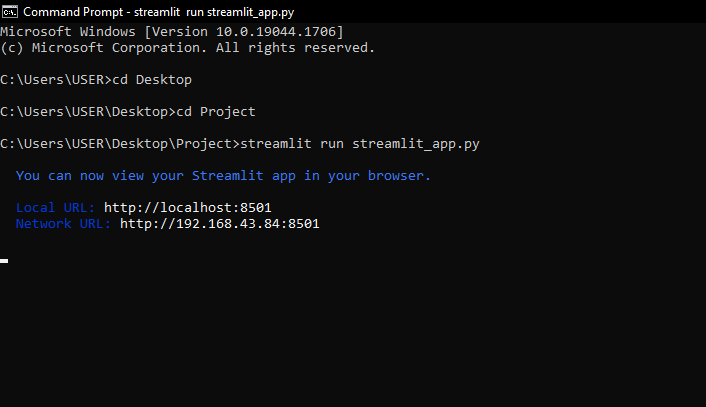 Command Prompt - streamlit  run streamlit_app.py
Microsoft Windows [Version 10.0.19044.1706]
(c) Microsoft Corporation. All rights reserved.
C:\Users\USER>cd Desktop
C:\Users\USER\Desktop>cd Project
C:\Users\USER\Desktop\Project>streamlit run streamlit_app.py
You can now view your Streamlit app in your browser.
Local URL: http://localhost:8501
Network URL: http://192.168.43.84:8501